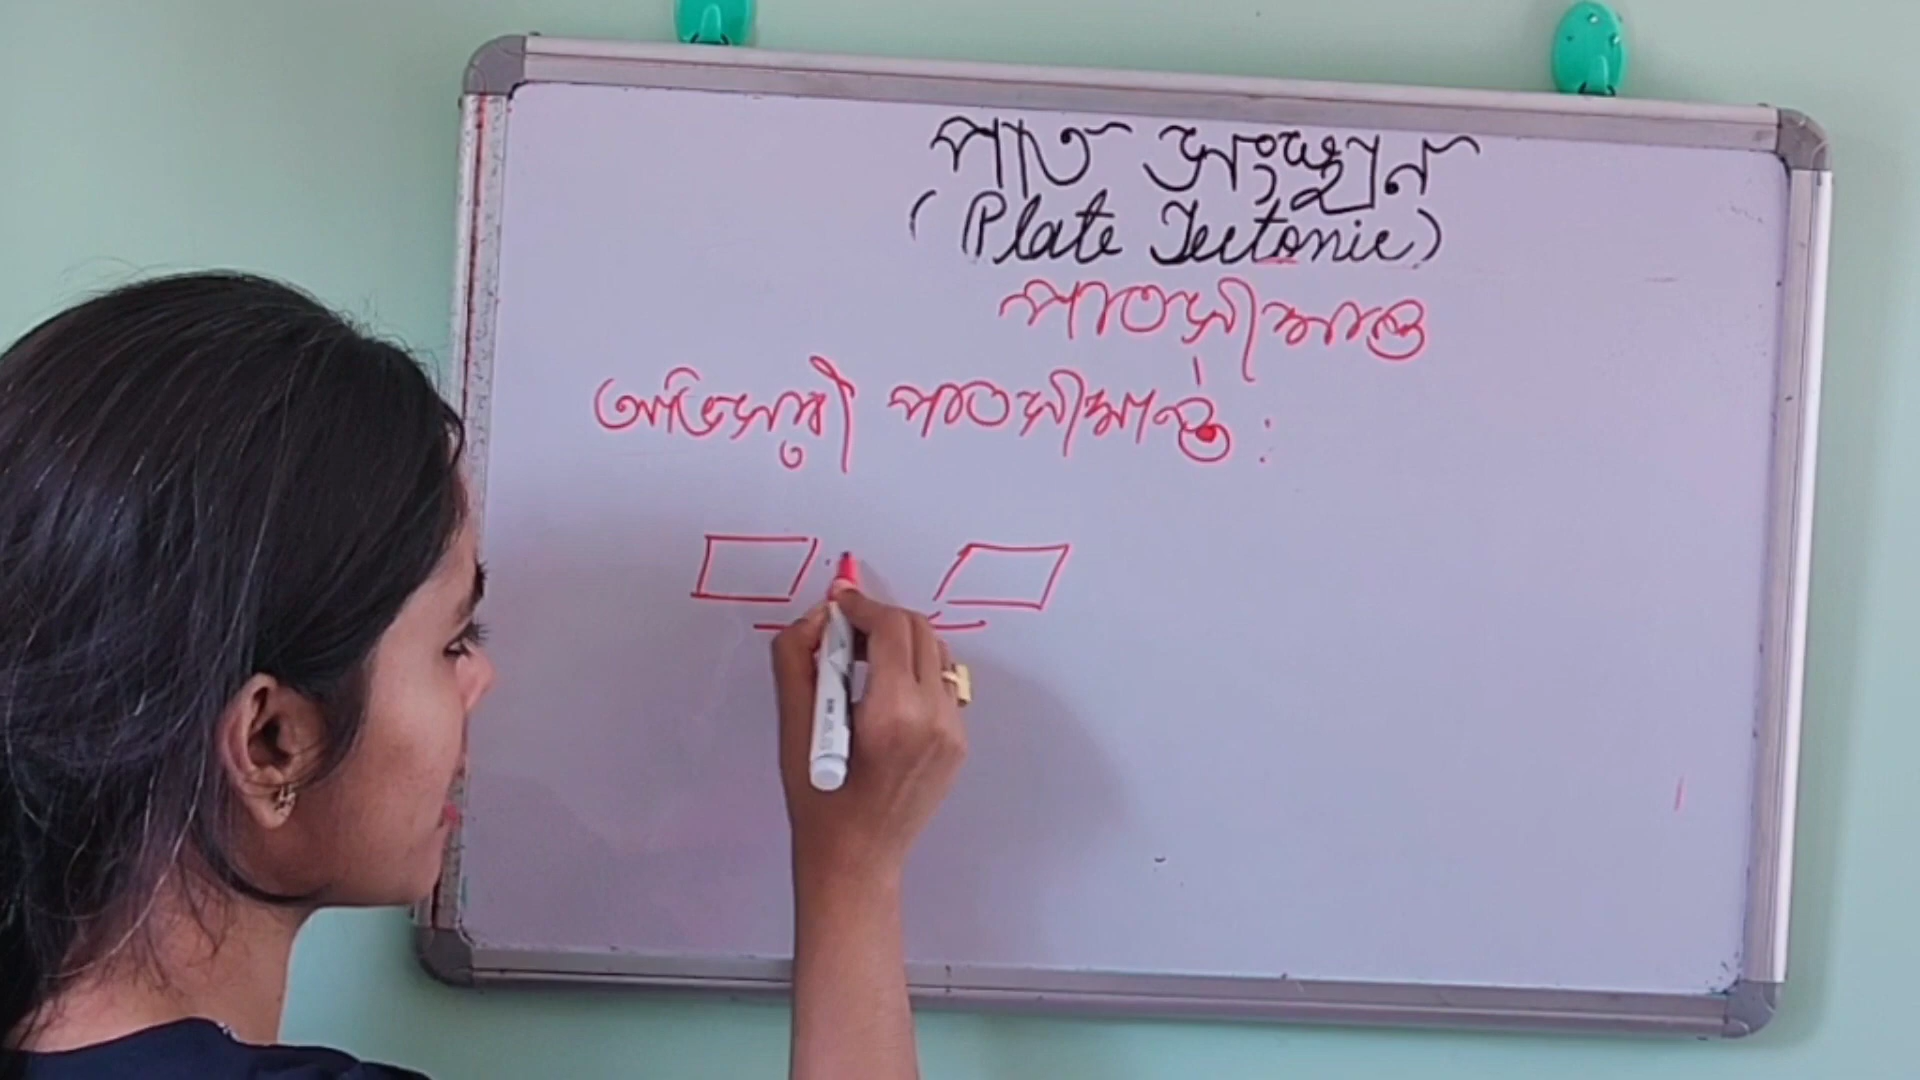 পাত সংস্থান
(Plate Tectonic)
পাতসীমান্ত
অভিসারী পাতসীমান্ত :